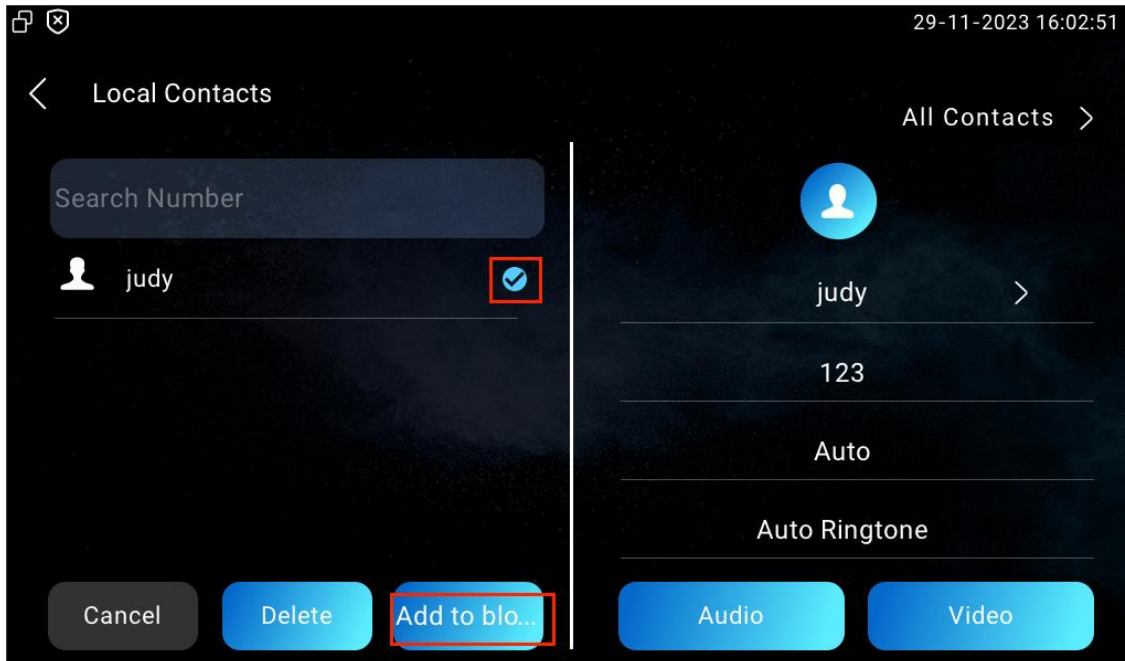 29-11-2023 16:02:51
Local Contacts
All Contacts
Search Number
judy
judy
123
Auto
Auto Ringtone
Cancel
Delete
Add to blo...
Audio
Video